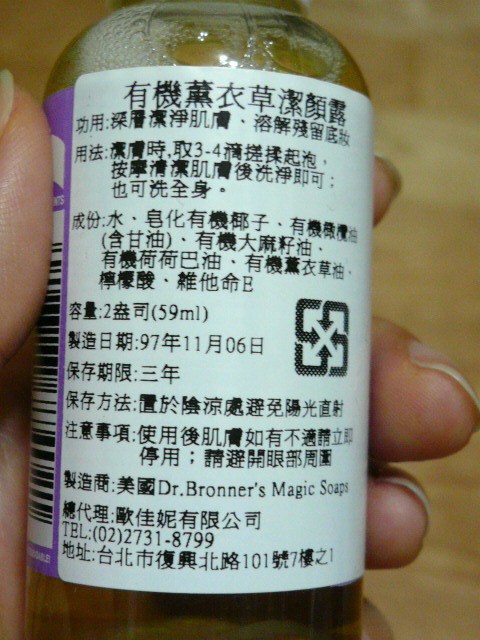 有機薰衣草潔顏露
功用:深層潔淨肌膚、溶解殘留底妝
用法:潔膚時,取3-4滴搓揉起泡,
按摩清潔肌膚後洗淨即可;
也可洗全身。
成份:水、皂化有機椰子、有機橄欖油
(含甘油)、有機大麻籽油、
有機荷荷巴油、有機薰衣草油、
檸檬酸、維他命E
容量:2盎司(59ml)
製造日期:97年11月06日
保存期限:三年
保存方法:置於陰涼處避免陽光直射
注意事項:使用後肌膚如有不適請立即
停用;請避開眼部周圍
製造商:美國Dr.Bronner's Magic Soaps
總代理:歐佳妮有限公司
TEL:(02)2731-8799
地址:台北市復興北路101號7樓之1